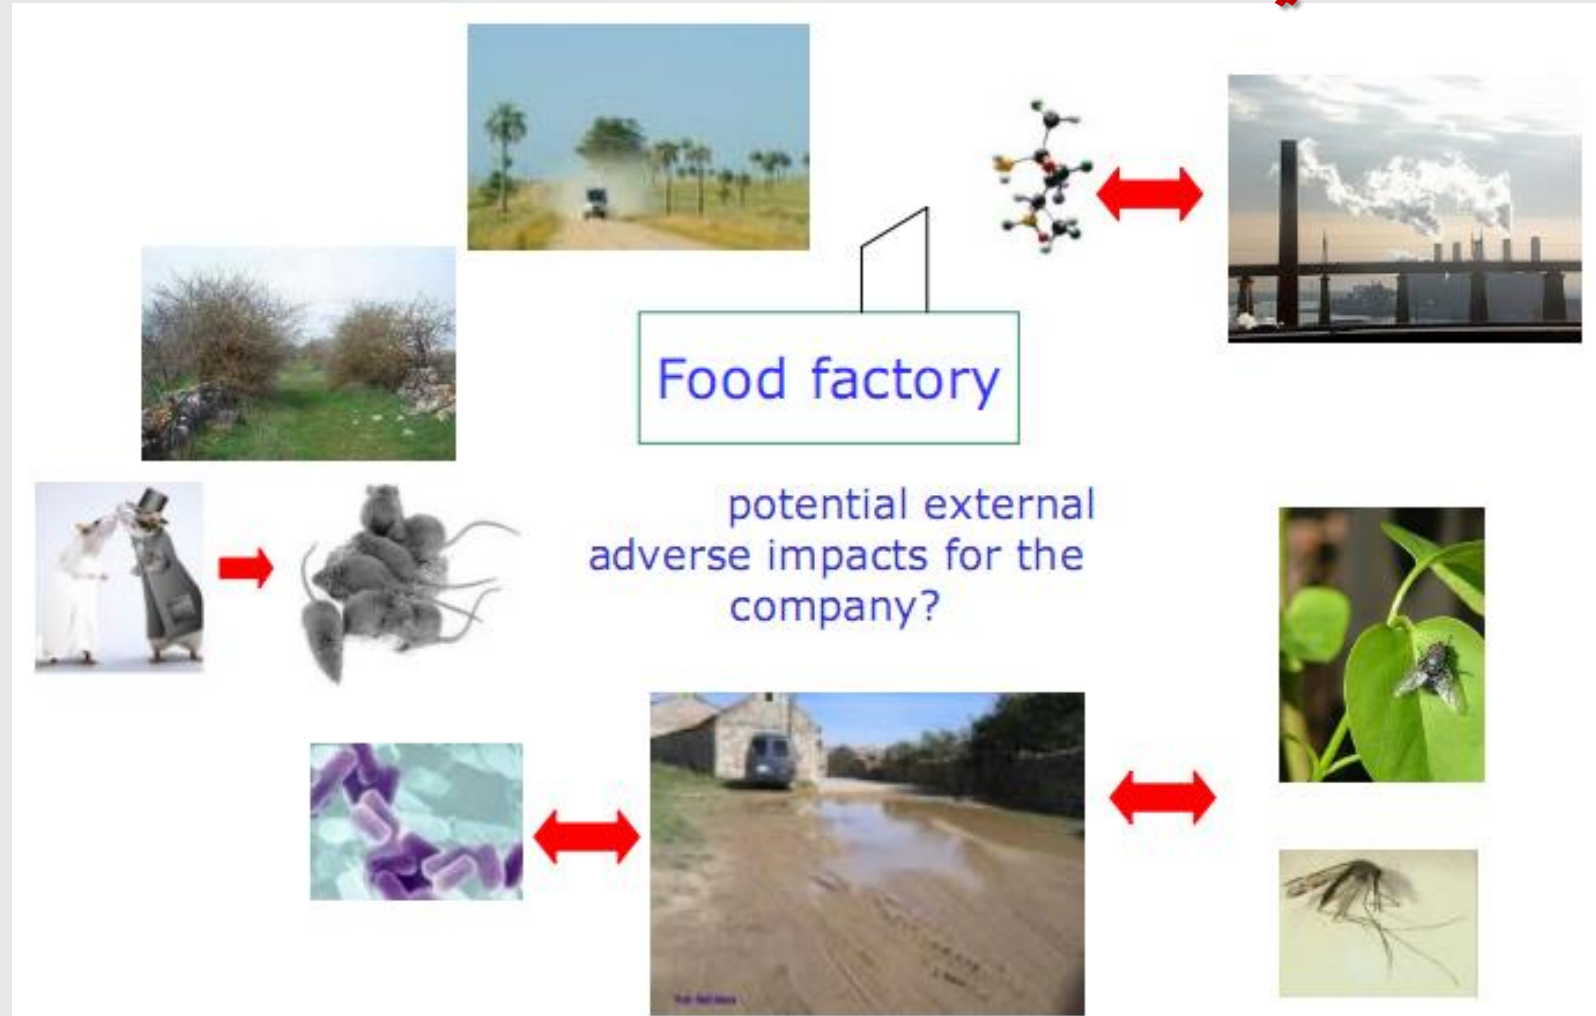 Food factory
potential external
adverse impacts for the
company?